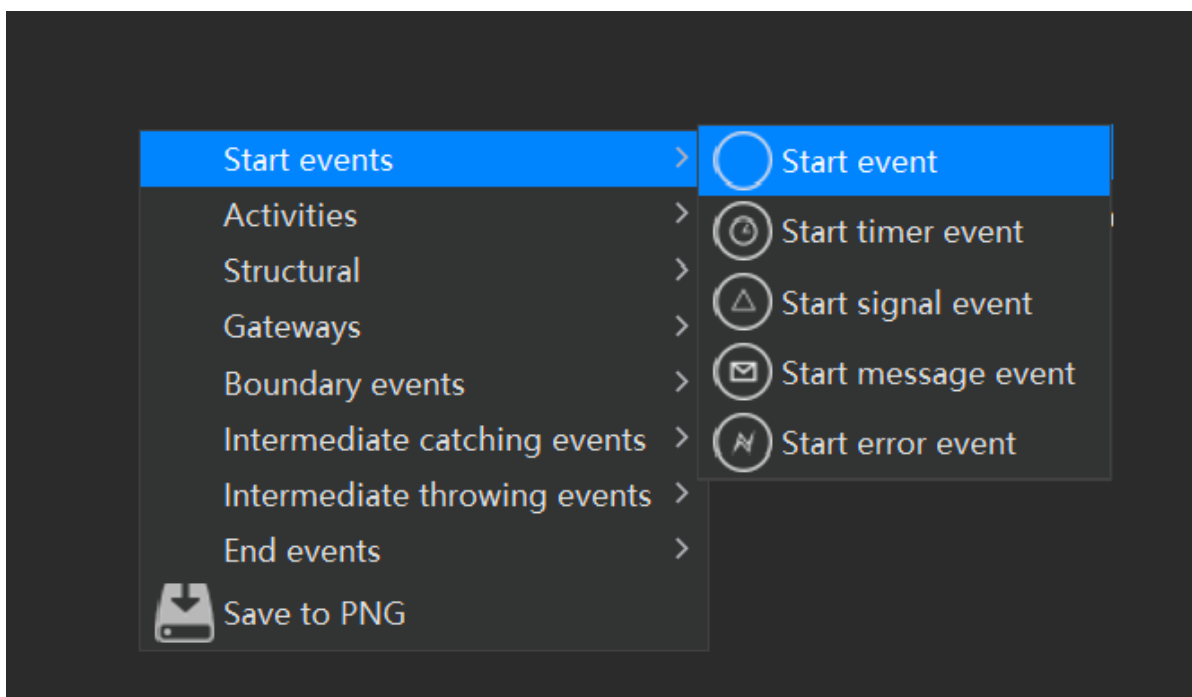 Start events
Activities
Structural
Gateways
Boundary events
Intermediate catching events
Intermediate throwing events
End events
Save to PNG
Start event
Start timer event
Start signal event
Start message event
Start error event